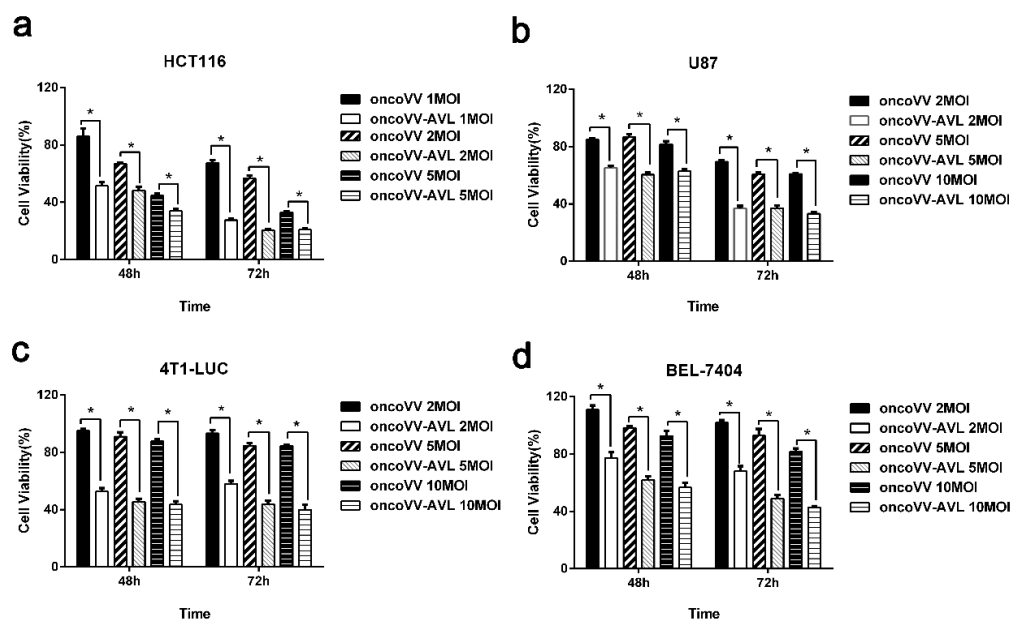 a
HCT116
Cell Viability(%)
120
80
40
0
* * * * * *
48h 72h
Time
oncoVV 1MOI
oncoVV-AVL 1MOI
oncoVV 2MOI
oncoVV-AVL 2MOI
oncoVV 5MOI
oncoVV-AVL 5MOI
b
U87
Cell Viability(%)
120
80
40
0
* * * * * *
48h 72h
Time
oncoVV 2MOI
oncoVV-AVL 2MOI
oncoVV 5MOI
oncoVV-AVL 5MOI
oncoVV 10MOI
oncoVV-AVL 10MOI
c
4T1-LUC
Cell Viability(%)
120
80
40
0
* * * * * *
48h 72h
Time
oncoVV 2MOI
oncoVV-AVL 2MOI
oncoVV 5MOI
oncoVV-AVL 5MOI
oncoVV 10MOI
oncoVV-AVL 10MOI
d
BEL-7404
Cell Viability(%)
120
80
40
0
* * * * * *
48h 72h
Time
oncoVV 2MOI
oncoVV-AVL 2MOI
oncoVV 5MOI
oncoVV-AVL 5MOI
oncoVV 10MOI
oncoVV-AVL 10MOI